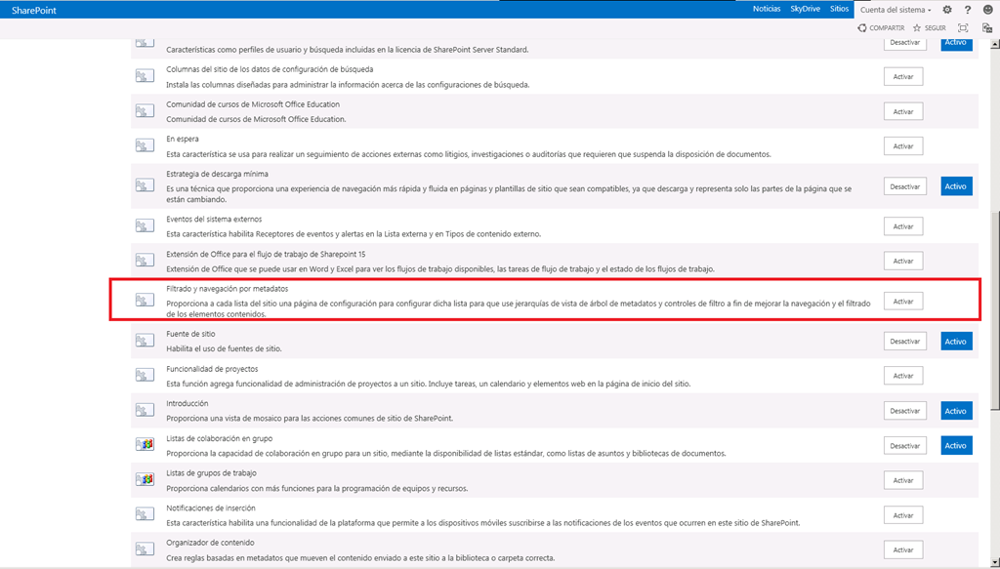 SharePoint
Noticias SkyDrive Sitios Cuenta del sistema ?
COMPARTIR SEGUIR
Características como perfiles de usuario y búsqueda incluidas en la licencia de SharePoint Server Standard.
Desactivar Activo
Columnas del sitio de los datos de configuración de búsqueda
Instala las columnas diseñadas para administrar la información acerca de las configuraciones de búsqueda.
Activar
Comunidad de cursos de Microsoft Office Education
Comunidad de cursos de Microsoft Office Education.
Activar
En espera
Esta característica se usa para realizar un seguimiento de acciones externas como litigios, investigaciones o auditorías que requieren que suspenda la disposición de documentos.
Activar
Estrategia de descarga mínima
Es una técnica que proporciona una experiencia de navegación más rápida y fluida en páginas y plantillas de sitio que sean compatibles, ya que descarga y representa solo las partes de la página que se
están cambiando.
Desactivar Activo
Eventos del sistema externos
Esta característica habilita Receptores de eventos y alertas en la Lista externa y en Tipos de contenido externo.
Activar
Extensión de Office para el flujo de trabajo de Sharepoint 15
Extensión de Office que se puede usar en Word y Excel para ver los flujos de trabajo disponibles, las tareas de flujo de trabajo y el estado de los flujos de trabajo.
Activar
Filtrado y navegación por metadatos
Proporciona a cada lista del sitio una página de configuración para configurar dicha lista para que use jerarquías de vista de árbol de metadatos y controles de filtro a fin de mejorar la navegación y el filtrado
de los elementos contenidos.
Activar
Fuente de sitio
Habilita el uso de fuentes de sitio.
Desactivar Activo
Funcionalidad de proyectos
Esta función agrega funcionalidad de administración de proyectos a un sitio. Incluye tareas, un calendario y elementos web en la página de inicio del sitio.
Activar
Introducción
Proporciona una vista de mosaico para las acciones comunes de sitio de SharePoint.
Desactivar Activo
Listas de colaboración en grupo
Proporciona la capacidad de colaboración en grupo para un sitio, mediante la disponibilidad de listas estándar, como listas de asuntos y bibliotecas de documentos.
Desactivar Activo
Listas de grupos de trabajo
Proporciona calendarios con más funciones para la programación de equipos y recursos.
Activar
Notificaciones de inserción
Esta característica habilita una funcionalidad de la plataforma que permite a los dispositivos móviles suscribirse a las notificaciones de los eventos que ocurren en este sitio de SharePoint.
Activar
Organizador de contenido
Crea reglas basadas en metadatos que mueven el contenido enviado a este sitio a la biblioteca o carpeta correcta.
Activar